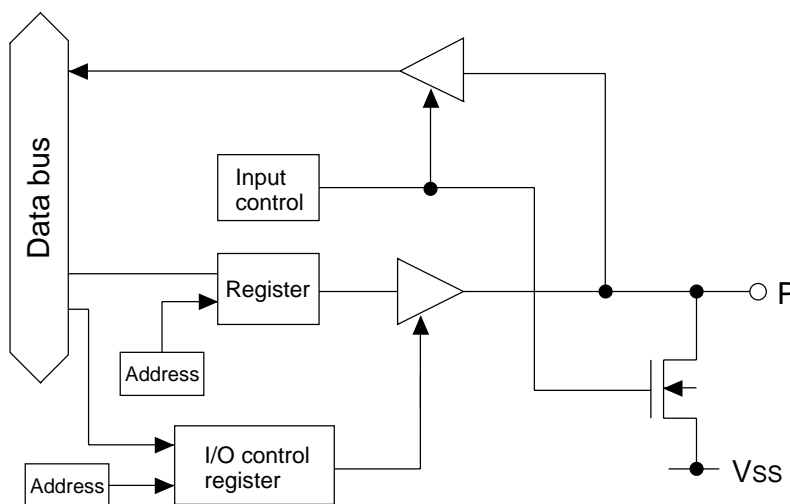 Data bus
Input
control
Register
P
Address
I/O control
register
Address
VSS